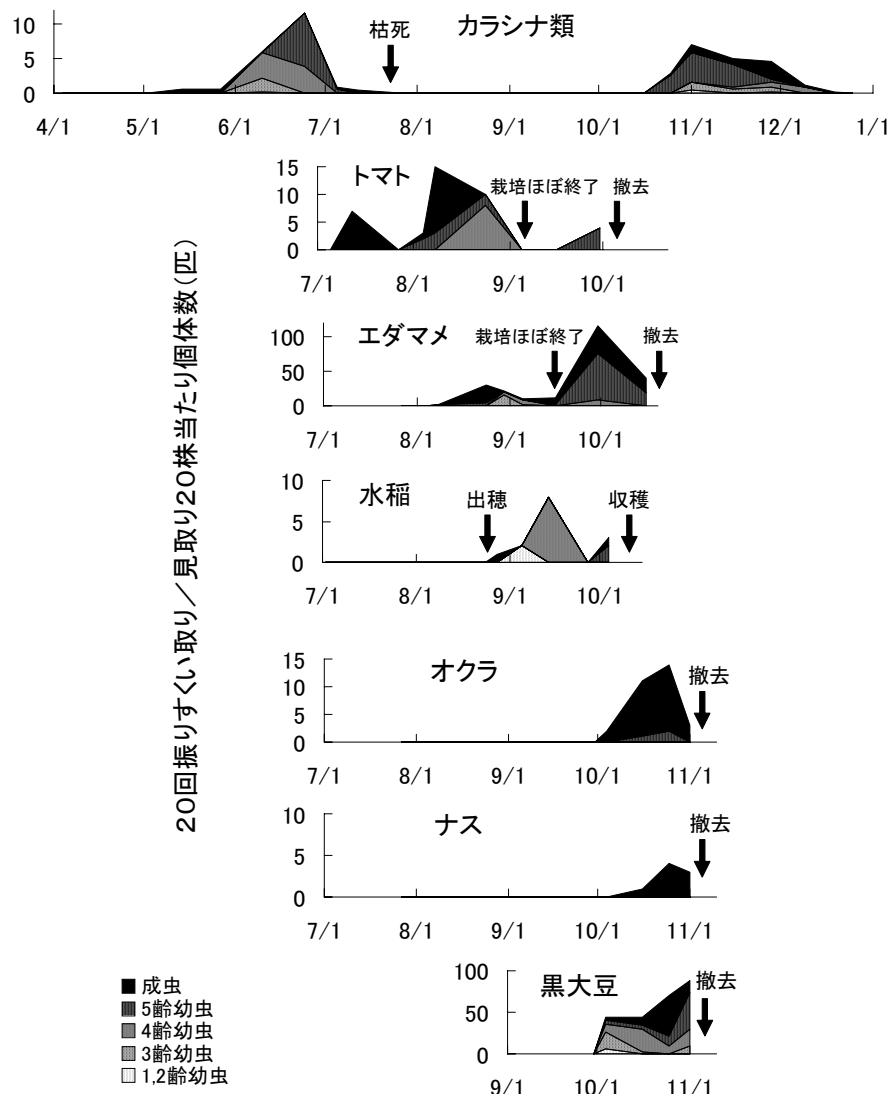 カラシナ類
枯死
10
5
0
4/1 5/1 6/1 7/1 8/1 9/1 10/1 11/1 12/1 1/1
トマト
栽培ほぼ終了
撤去
15
10
5
0
7/1 8/1 9/1 10/1
エダマメ
栽培ほぼ終了
撤去
100
50
0
7/1 8/1 9/1 10/1
水稲
出穂
収穫
10
5
0
7/1 8/1 9/1 10/1
オクラ
撤去
15
10
5
0
7/1 8/1 9/1 10/1 11/1
ナス
撤去
10
5
0
7/1 8/1 9/1 10/1 11/1
黒大豆
撤去
100
50
0
9/1 10/1 11/1
20回振りすくい取り／見取り20株当たり個体数(匹)
成虫
5齢幼虫
4齢幼虫
3齢幼虫
1,2齢幼虫